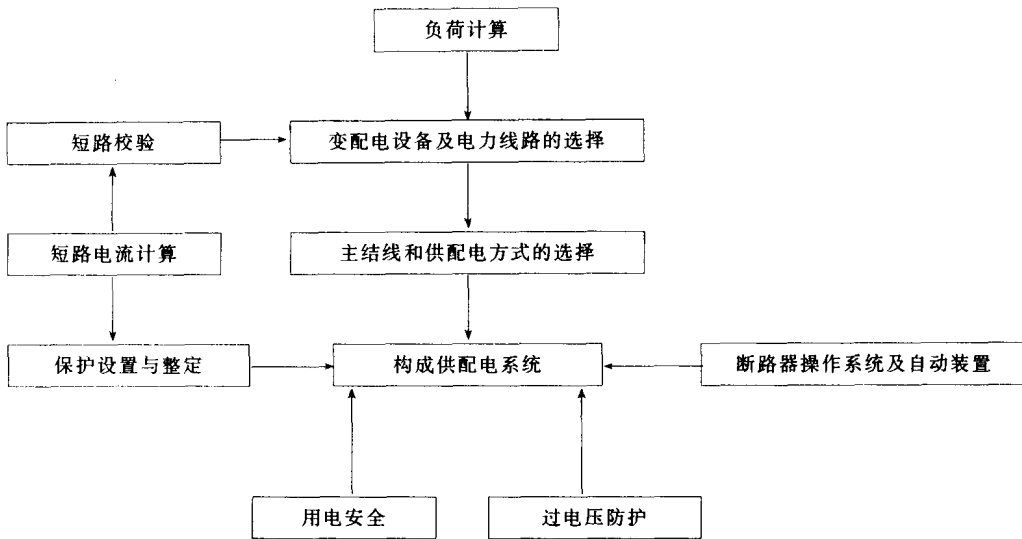 负荷计算
短路校验
变配电设备及电力线路的选择
短路电流计算
主结线和供配电方式的选择
保护设置与整定
构成供配电系统
断路器操作系统及自动装置
用电安全
过电压防护